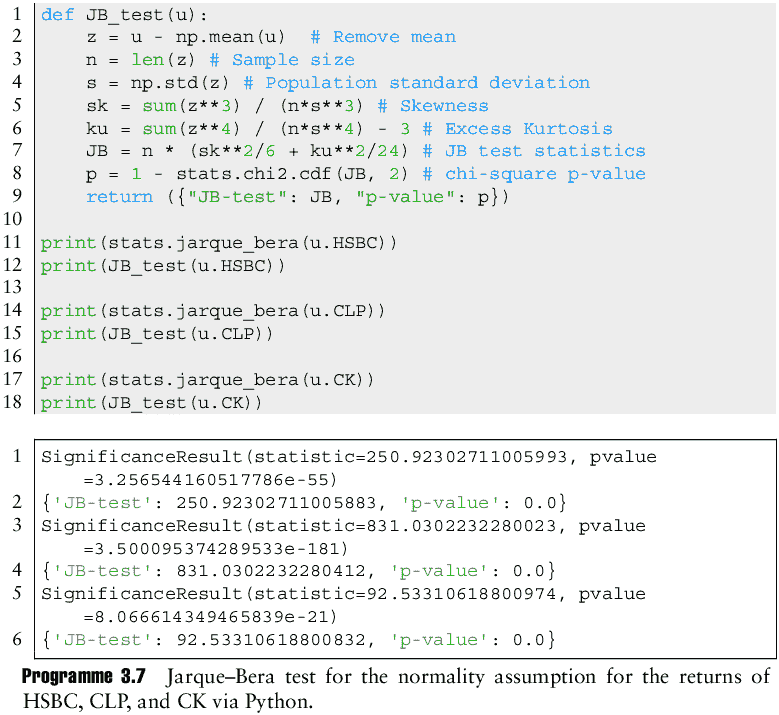 1 def JB_test(u):
2 z = u - np.mean(u) # Remove mean
3 n = len(z) # Sample size
4 s = np.std(z) # Population standard deviation
5 sk = sum(z**3) / (n*s**3) # Skewness
6 ku = sum(z**4) / (n*s**4) - 3 # Excess Kurtosis
7 JB = n * (sk**2/6 + ku**2/24) # JB test statistics
8 p = 1 - stats.chi2.cdf(JB, 2) # chi-square p-value
9 return ({"JB-test": JB, "p-value": p})
10
11 print(stats.jarque_bera(u.HSBC))
12 print(JB_test(u.HSBC))
13
14 print(stats.jarque_bera(u.CLP))
15 print(JB_test(u.CLP))
16
17 print(stats.jarque_bera(u.CK))
18 print(JB_test(u.CK))
1 SignificanceResult(statistic=250.92302711005993, pvalue
=3.256544160517786e-55)
2 {'JB-test': 250.92302711005883, 'p-value': 0.0}
3 SignificanceResult(statistic=831.0302232280023, pvalue
=3.500095374289533e-181)
4 {'JB-test': 831.0302232280412, 'p-value': 0.0}
5 SignificanceResult(statistic=92.53310618800974, pvalue
=8.066614349465839e-21)
6 {'JB-test': 92.53310618800832, 'p-value': 0.0}
Programme 3.7 Jarque–Bera test for the normality assumption for the returns of
HSBC, CLP, and CK via Python.